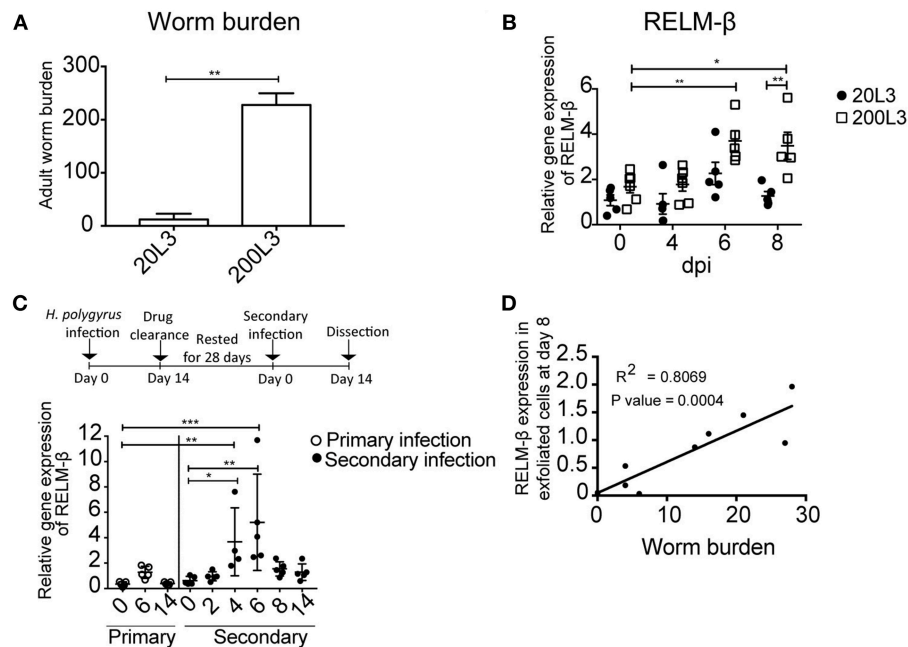 A
Worm burden
**
300
200
100
0
Adult worm burden
20L3
200L3
B
RELM-β
*
**
**
6
4
2
0
Relative gene expression
of RELM-β
0 4 6 8
dpi
20L3
200L3
C
H. polygyrus
infection
Drug
clearance
Rested
for 28 days
Secondary
infection
Dissection
Day 0
Day 14
Day 0
Day 14
***
**
**
*
12
10
8
6
4
2
0
Relative gene expression
of RELM-β
Primary infection
Secondary infection
0 6 14 0 2 4 6 8 14
Primary
Secondary
D
R2 = 0.8069
P value = 0.0004
2.5
2.0
1.5
1.0
0.5
0
RELM-β expression in
exfoliated cells at day 8
0 10 20 30
Worm burden